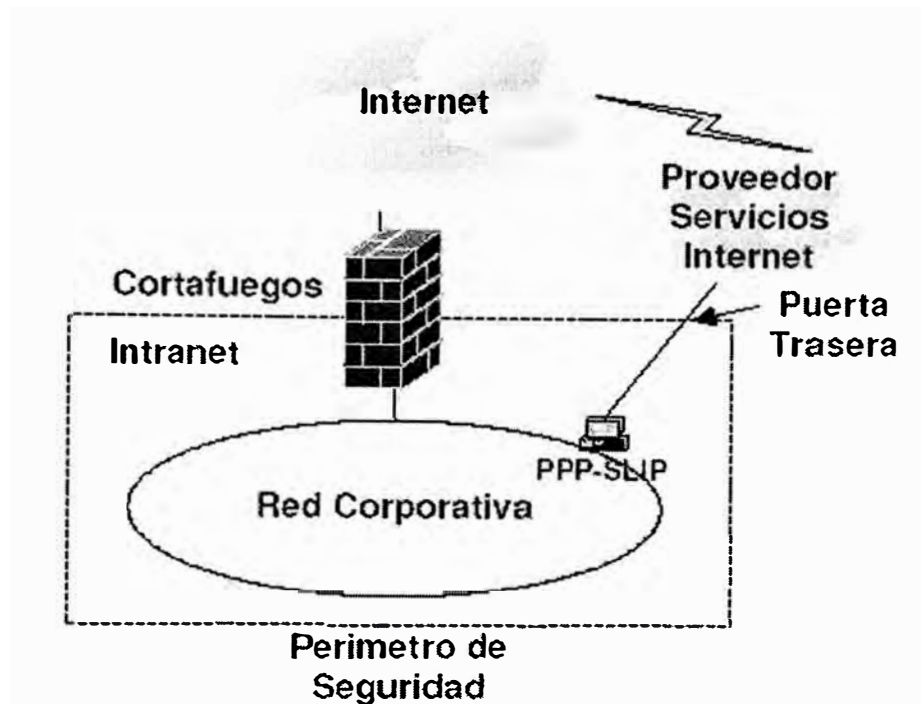 Internet
Proveedor
Servicios
Internet
Cortafuegos
Puerta
Trasera
Intranet
PPP-SLIP
Red Corporativa
Perimetro de
Seguridad